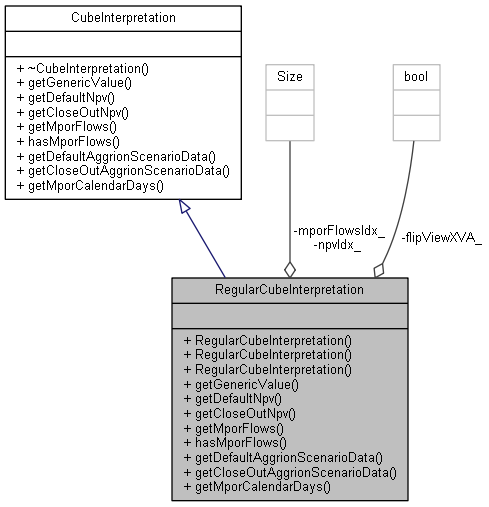 CubeInterpretation
+ ~CubeInterpretation()
+ getGenericValue()
+ getDefaultNpv()
+ getCloseOutNpv()
+ getMporFlows()
+ hasMporFlows()
+ getDefaultAggrionScenarioData()
+ getCloseOutAggrionScenarioData()
+ getMporCalendarDays()
Size
bool
-mporFlowsIdx_
-npvIdx_
-flipViewXVA_
RegularCubeInterpretation
+ RegularCubeInterpretation()
+ RegularCubeInterpretation()
+ RegularCubeInterpretation()
+ getGenericValue()
+ getDefaultNpv()
+ getCloseOutNpv()
+ getMporFlows()
+ hasMporFlows()
+ getDefaultAggrionScenarioData()
+ getCloseOutAggrionScenarioData()
+ getMporCalendarDays()